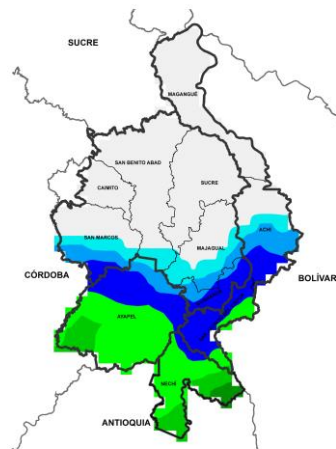 SUCRE
MAGANGUÉ
SAN BENITO ABAD
CAIMITO
SUCRE
ACHÍ
SAN MARCOS
MAJAGUAL
CÓRDOBA
BOLÍVAR
AYAPEL
NECHÍ
ANTIOQUIA